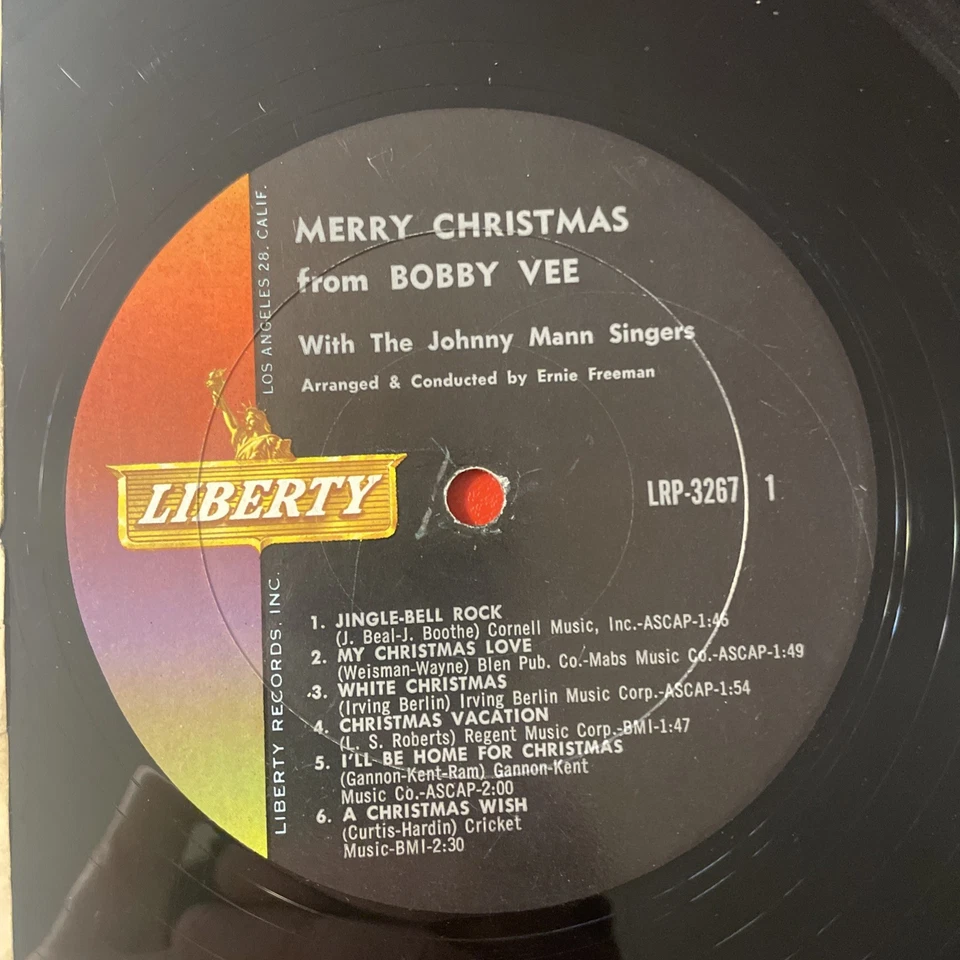 MERRY CHRISTMAS
from BOBBY VEE
With The Johnny Mann Singers
Arranged & Conducted by Ernie Freeman
LOS ANGELES 28, CALIF.
LIBERTY
LRP-3267 1
LIBERTY RECORDS, INC.
1. JINGLE-BELL ROCK
(J. Beal-J. Boothe) Cornell Music, Inc.-ASCAP-1:46
2. MY CHRISTMAS LOVE
(Weisman-Wayne) Blen Pub. Co.-Mabs Music Co.-ASCAP-1:49
3. WHITE CHRISTMAS
(Irving Berlin) Irving Berlin Music Corp.-ASCAP-1:54
4. CHRISTMAS VACATION
(L. S. Roberts) Regent Music Corp.-BMI-1:47
5. I'LL BE HOME FOR CHRISTMAS
(Gannon-Kent-Ram) Gannon-Kent
Music Co.-ASCAP-2:00
6. A CHRISTMAS WISH
(Curtis-Hardin) Cricket
Music-BMI-2:30